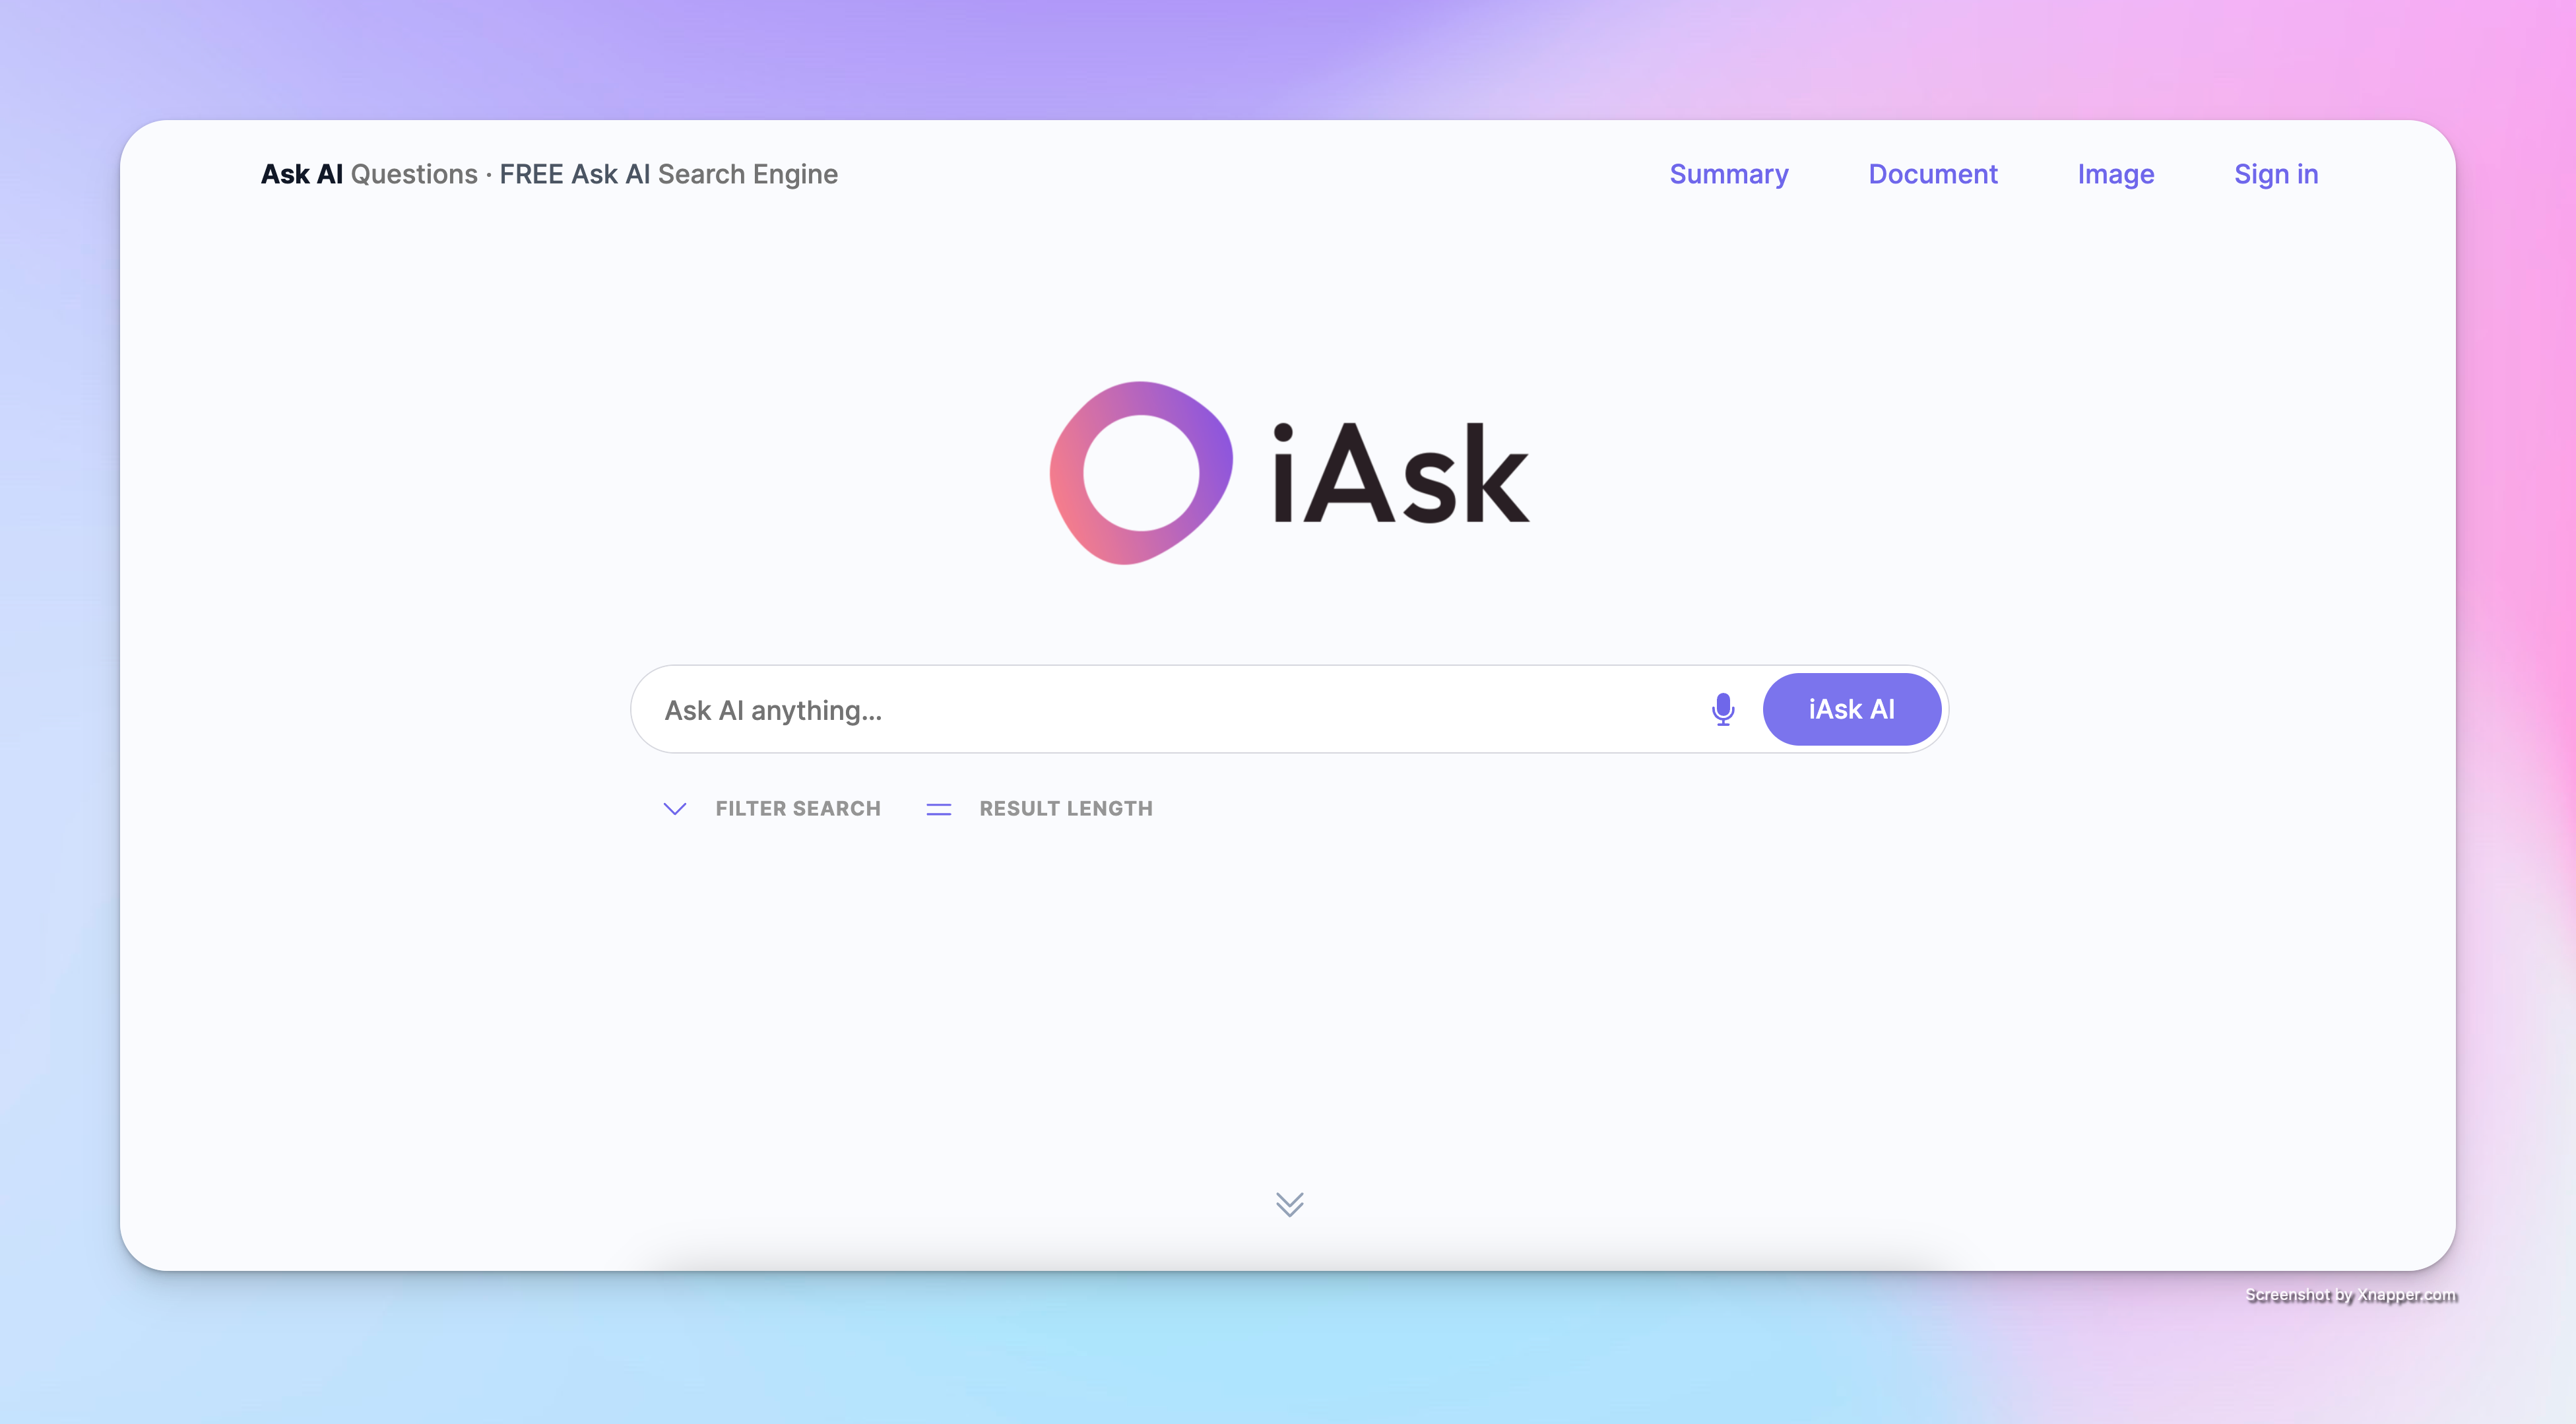 Ask AI Questions · FREE Ask AI Search Engine
Summary Document Image Sign in
iAsk
Ask AI anything...
iAsk AI
FILTER SEARCH RESULT LENGTH
Screenshot by Xnapper.com